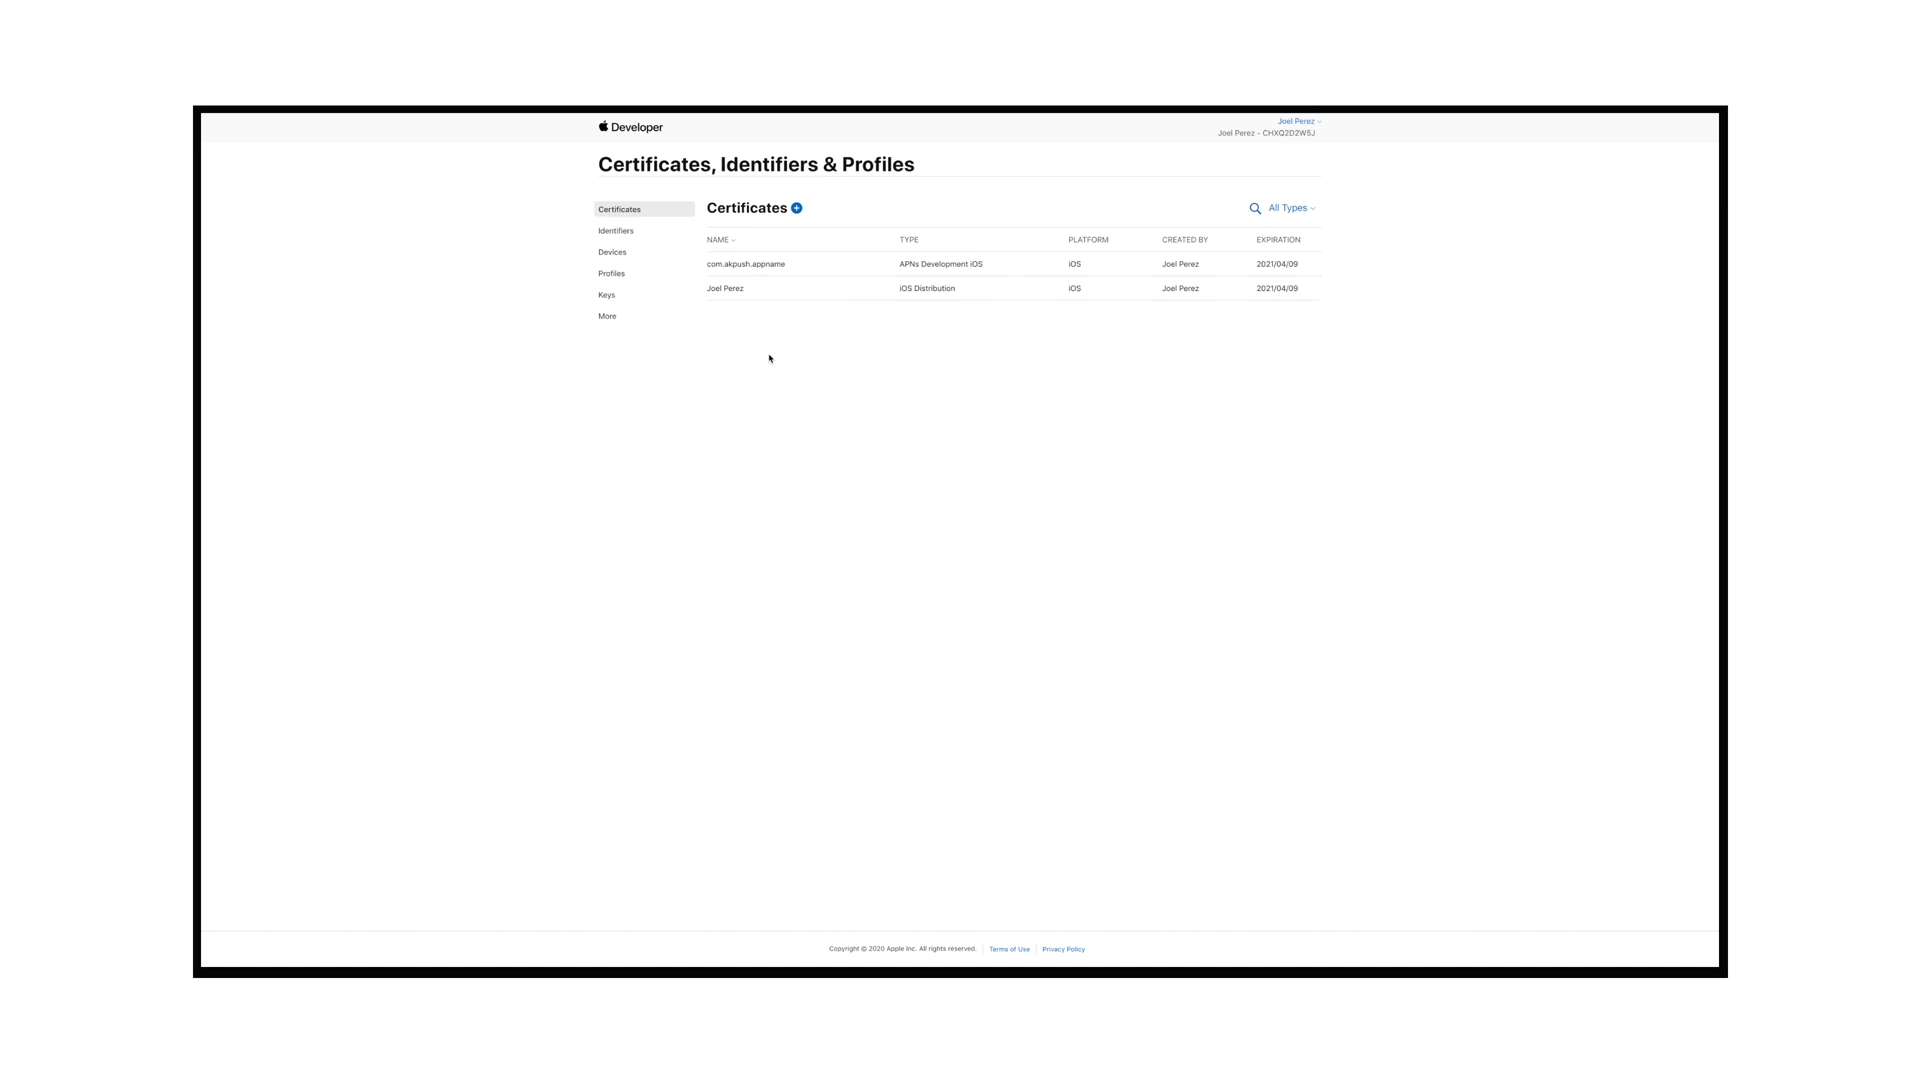 Developer
Joel Perez
Joel Perez - CHXQ2D2W5J
Certificates, Identifiers & Profiles
Certificates
Identifiers
Devices
Profiles
Keys
More
Certificates
All Types
NAME TYPE PLATFORM CREATED BY EXPIRATION
com.akpush.appname APNs Development iOS iOS Joel Perez 2021/04/09
Joel Perez iOS Distribution iOS Joel Perez 2021/04/09
Copyright © 2020 Apple Inc. All rights reserved. Terms of Use Privacy Policy